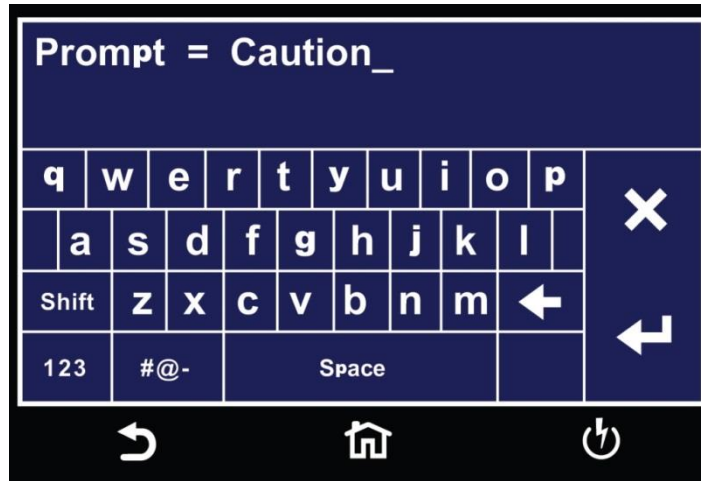 Prompt = Caution_
q w e r t y u i o p
a s d f g h j k l
Shift z x c v b n m
123 #@- Space